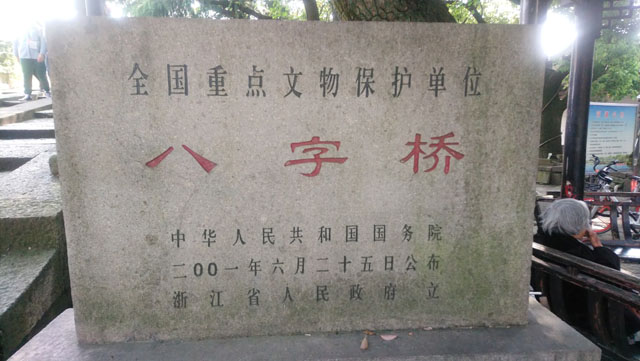 全国重点文物保护单位
八字桥
中华人民共和国国务院
二00一年六月二十五日公布
浙江省人民政府立